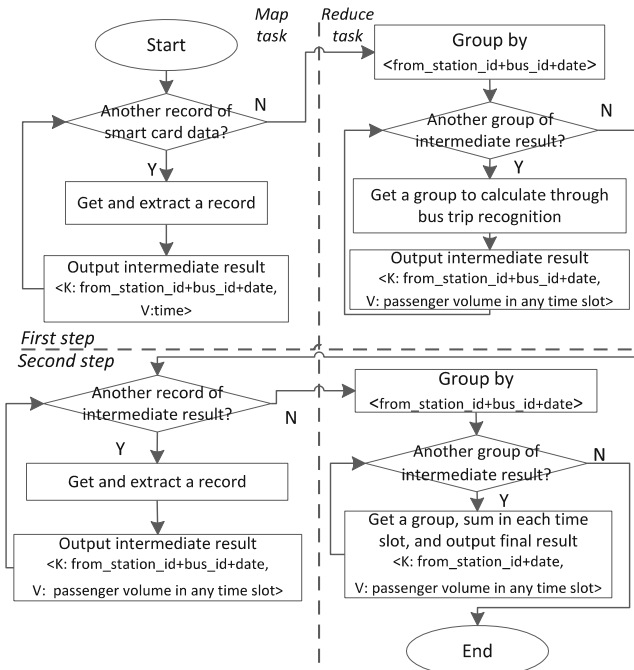 Map
task
Reduce
task
Start
Another record of
smart card data?
N
Y
Get and extract a record
Output intermediate result
<K: from_station_id+bus_id+date,
V:time>
Group by
<from_station_id+bus_id+date>
Another group of
intermediate result?
N
Y
Get a group to calculate through
bus trip recognition
Output intermediate result
<K: from_station_id+bus_id+date,
V: passenger volume in any time slot>
First step
Second step
Another record of
intermediate result?
N
Y
Get and extract a record
Output intermediate result
<K: from_station_id+bus_id+date,
V: passenger volume in any time slot>
Group by
<from_station_id+bus_id+date>
Another group of
intermediate result?
N
Y
Get a group, sum in each time
slot, and output final result
<K: from_station_id+date,
V: passenger volume in any time slot>
End